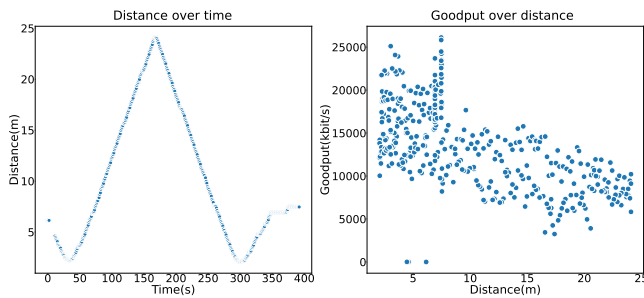 Distance over time
Distance(m)
25
20
15
10
5
0 50 100 150 200 250 300 350 400
Time(s)
Goodput over distance
Goodput(kbit/s)
25000
20000
15000
10000
5000
0
5 10 15 20 25
Distance(m)